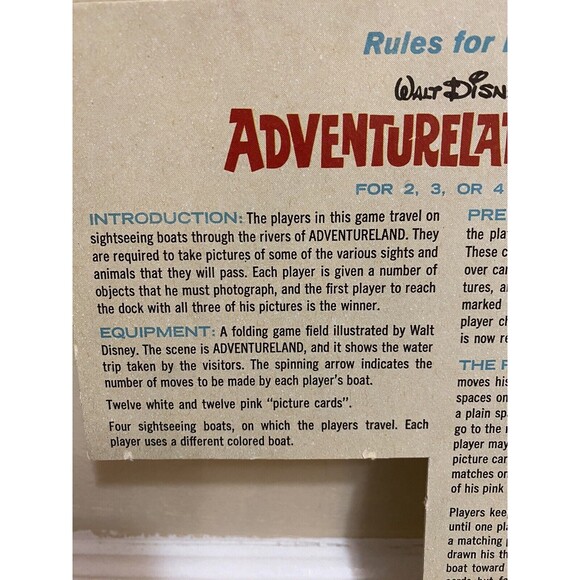 Rules for
WALT
ADVENTURELA
FOR 2, 3, OR 4
INTRODUCTION: The players in this game travel on
sightseeing boats through the rivers of ADVENTURELAND. They
are required to take pictures of some of the various sights and
animals that they will pass. Each player is given a number of
objects that he must photograph, and the first player to reach
the dock with all three of his pictures is the winner.
EQUIPMENT: A folding game field illustrated by Walt
Disney. The scene is ADVENTURELAND, and it shows the water
trip taken by the visitors. The spinning arrow indicates the
number of moves to be made by each player's boat.
Twelve white and twelve pink "picture cards".
Four sightseeing boats, on which the players travel. Each
player uses a different colored boat.
PRE
the pla
These c
over car
tures, a
marked
player ch
is now re
THE
moves his
spaces on
a plain sp
go to the
player may
picture car
matches on
of his pink
Players kee
until one pla
a matching
drawn his th
boat toward